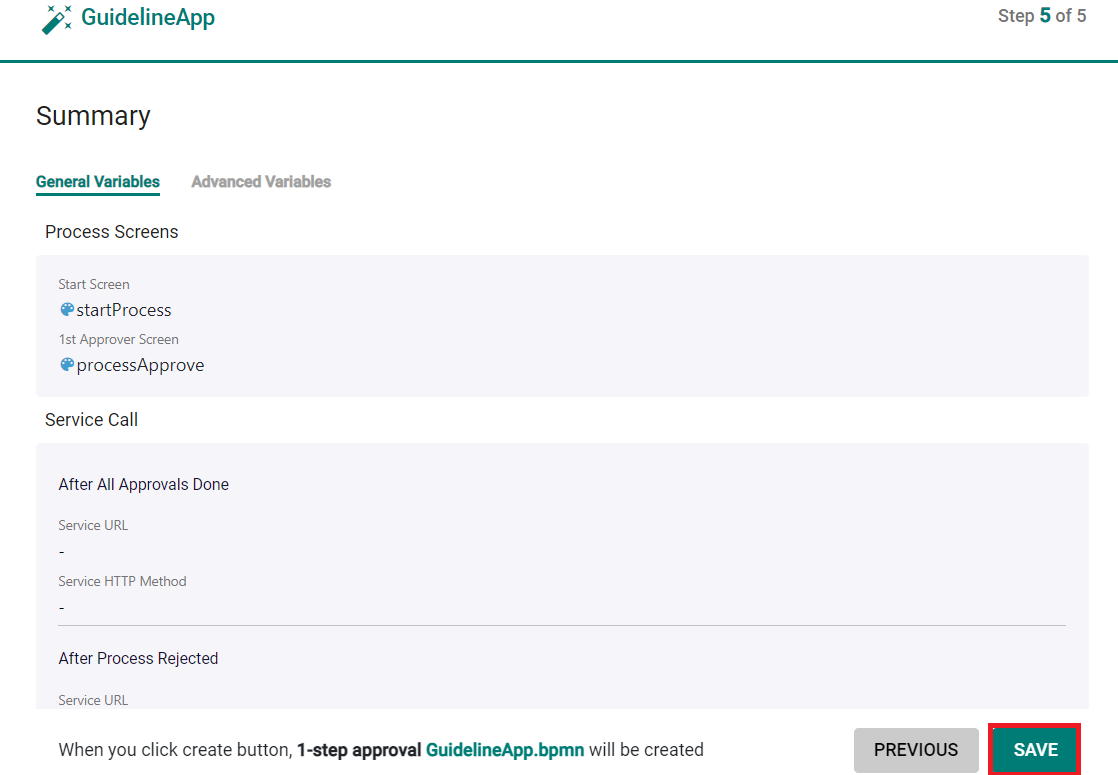 GuidelineApp
Step 5 of 5
Summary
General Variables
Advanced Variables
Process Screens
Start Screen
startProcess
1st Approver Screen
processApprove
Service Call
After All Approvals Done
Service URL
-
Service HTTP Method
-
After Process Rejected
Service URL
When you click create button, 1-step approval GuidelineApp.bpmn will be created
PREVIOUS
SAVE